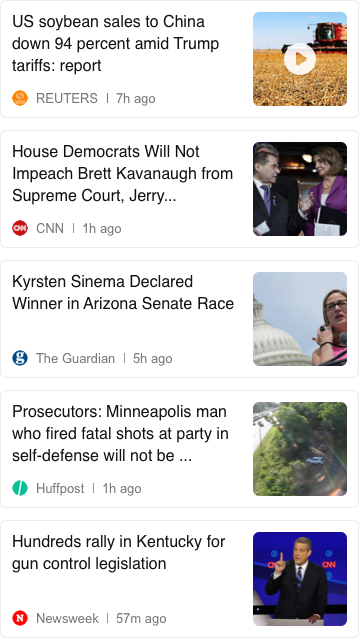 US soybean sales to China
down 94 percent amid Trump
tariffs: report
REUTERS | 7h ago
House Democrats Will Not
Impeach Brett Kavanaugh from
Supreme Court, Jerry...
CNN
CNN | 1h ago
Kyrsten Sinema Declared
Winner in Arizona Senate Race
g
The Guardian | 5h ago
Prosecutors: Minneapolis man
who fired fatal shots at party in
self-defense will not be ...
Huffpost | 1h ago
Hundreds rally in Kentucky for
gun control legislation
CNN CNN
N
Newsweek | 57m ago